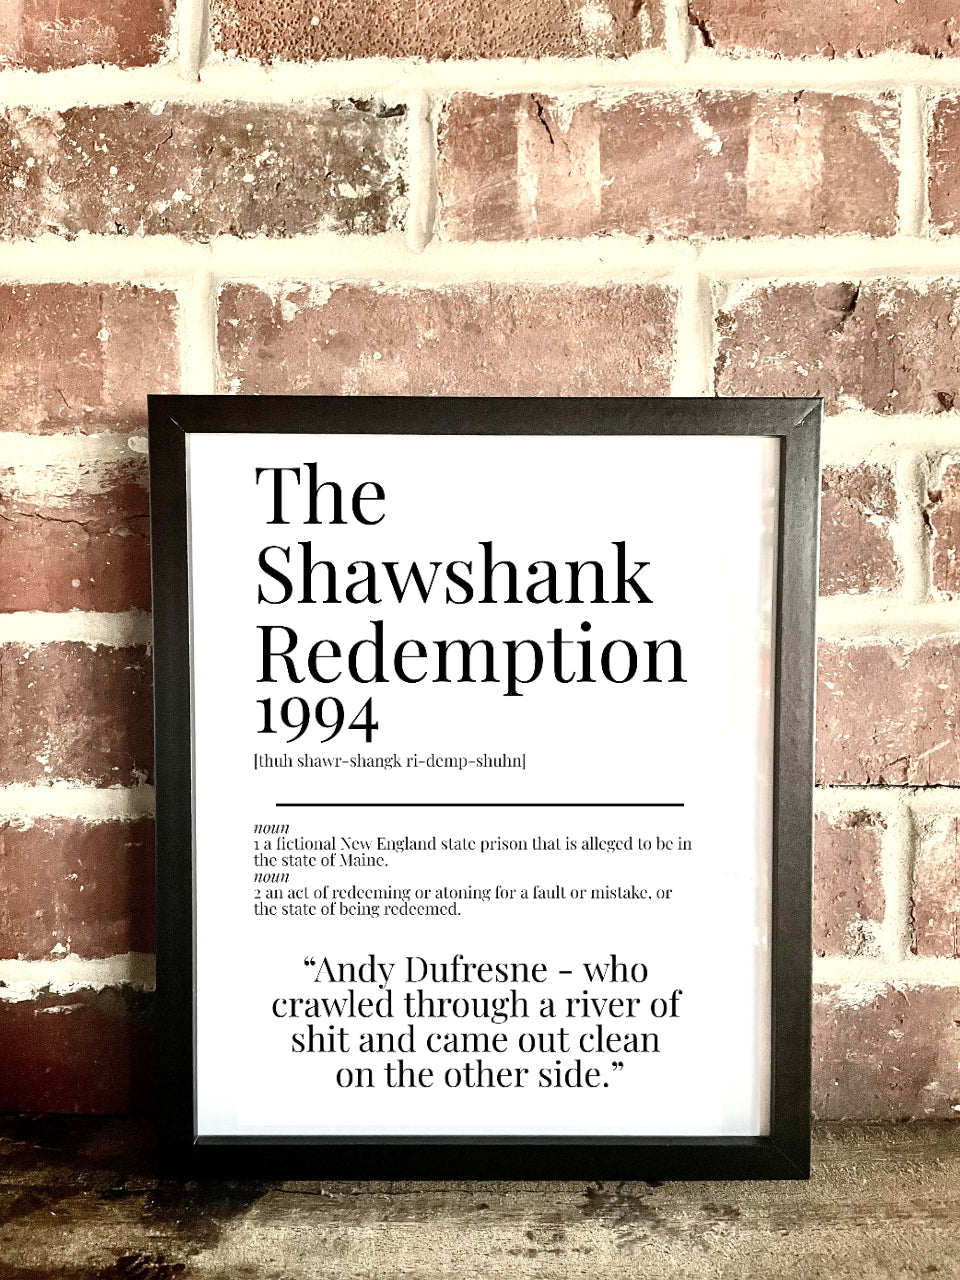 The
Shawshank
Redemption
1994
[thuh shawr-shangk ri-demp-shuhn]
noun
1 a fictional New England state prison that is alleged to be in
the state of Maine.
noun
2 an act of redeeming or atoning for a fault or mistake, or
the state of being redeemed.
“Andy Dufresne - who
crawled through a river of
shit and came out clean
on the other side.”